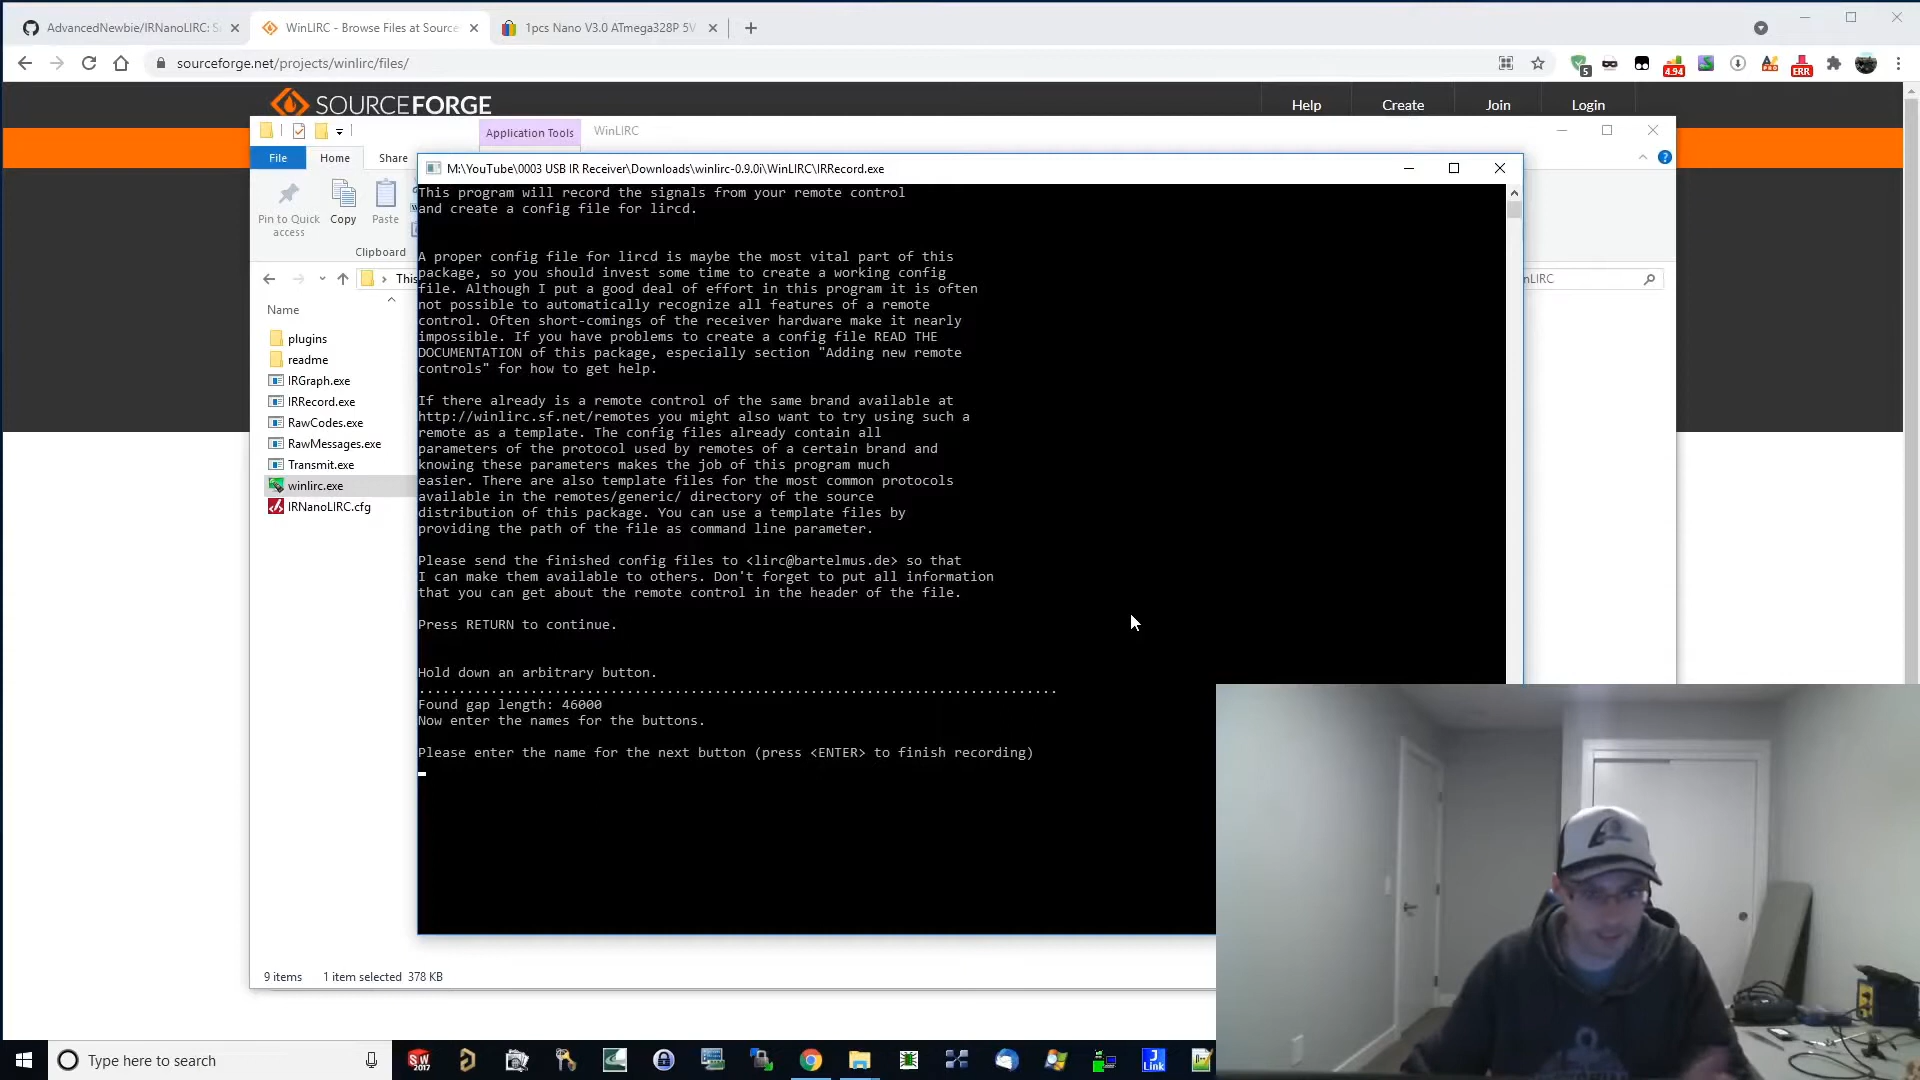 AdvancedNewbie/IRNanoLIRC: S
WinLIRC - Browse Files at Source
1pcs Nano V3.0 ATmega328P 5V
sourceforge.net/projects/winlirc/files/
5
4.94
ERR
SOURCEFORGE
Help
Create
Join
Login
Application Tools
WinLIRC
File
Home
Share
M:\YouTube\0003 USB IR Receiver\Downloads\winlirc-0.9.0i\WinLIRC\IRRecord.exe
Pin to Quick access
Copy
Paste
Clipboard
This
nLIRC
Name
plugins
readme
IRGraph.exe
IRRecord.exe
RawCodes.exe
RawMessages.exe
Transmit.exe
winlirc.exe
IRNanoLIRC.cfg
This program will record the signals from your remote control
and create a config file for lircd.
A proper config file for lircd is maybe the most vital part of this
package, so you should invest some time to create a working config
file. Although I put a good deal of effort in this program it is often
not possible to automatically recognize all features of a remote
control. Often short-comings of the receiver hardware make it nearly
impossible. If you have problems to create a config file READ THE
DOCUMENTATION of this package, especially section "Adding new remote
controls" for how to get help.
If there already is a remote control of the same brand available at
http://winlirc.sf.net/remotes you might also want to try using such a
remote as a template. The config files already contain all
parameters of the protocol used by remotes of a certain brand and
knowing these parameters makes the job of this program much
easier. There are also template files for the most common protocols
available in the remotes/generic/ directory of the source
distribution of this package. You can use a template files by
providing the path of the file as command line parameter.
Please send the finished config files to <lirc@bartelmus.de> so that
I can make them available to others. Don't forget to put all information
that you can get about the remote control in the header of the file.
Press RETURN to continue.
Hold down an arbitrary button.
................................................................................
Found gap length: 46000
Now enter the names for the buttons.
Please enter the name for the next button (press <ENTER> to finish recording)
9 items
1 item selected 378 KB
Type here to search
SW 2017
J Link